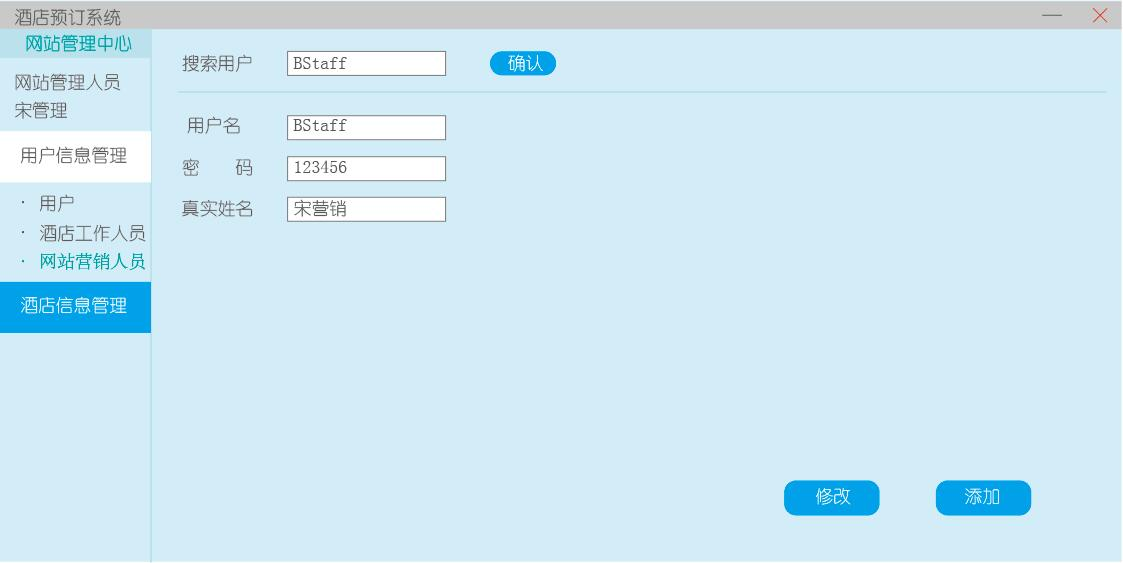 酒店预订系统
网站管理中心
网站管理人员
宋管理
用户信息管理
· 用户
· 酒店工作人员
· 网站营销人员
酒店信息管理
搜索用户 BStaff 确认
用户名 BStaff
密 码 123456
真实姓名 宋营销
修改 添加